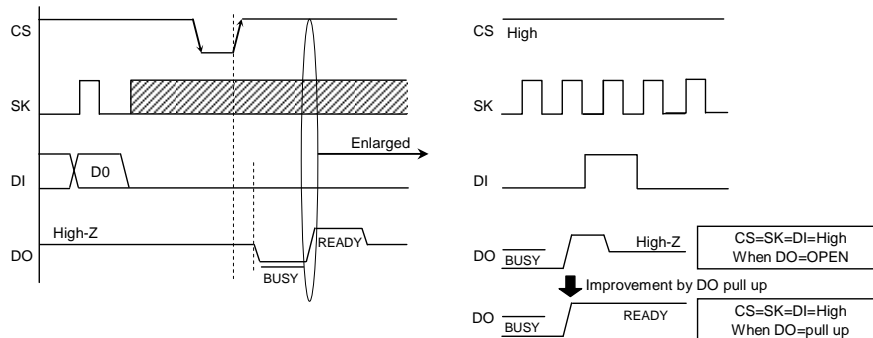 CS
SK
DI
D0
Enlarged
High-Z
DO
READY
BUSY
CS
High
SK
DI
DO
BUSY
High-Z
CS=SK=DI=High
When DO=OPEN
Improvement by DO pull up
DO
BUSY
READY
CS=SK=DI=High
When DO=pull up